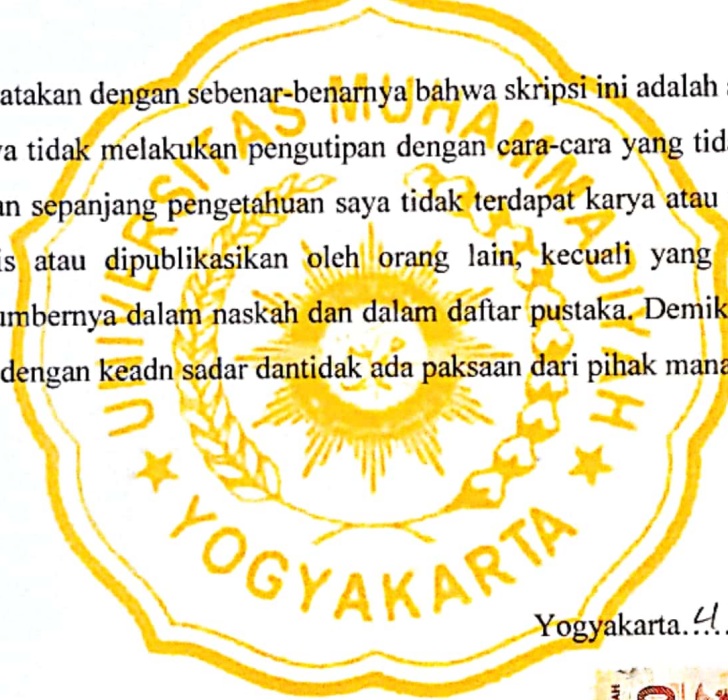 atakan dengan sebenar-benarnya bahwa skripsi ini adalah
a tidak melakukan pengutipan dengan cara-cara yang tid
an sepanjang pengetahuan saya tidak terdapat karya atau
is atau dipublikasikan oleh orang lain, kecuali yang
umbernya dalam naskah dan dalam daftar pustaka. Demik
dengan keadn sadar dantidak ada paksaan dari pihak mana
UNIVERSITAS MUHAMMADIYAH
YOGYAKARTA
Yogyakarta.4....